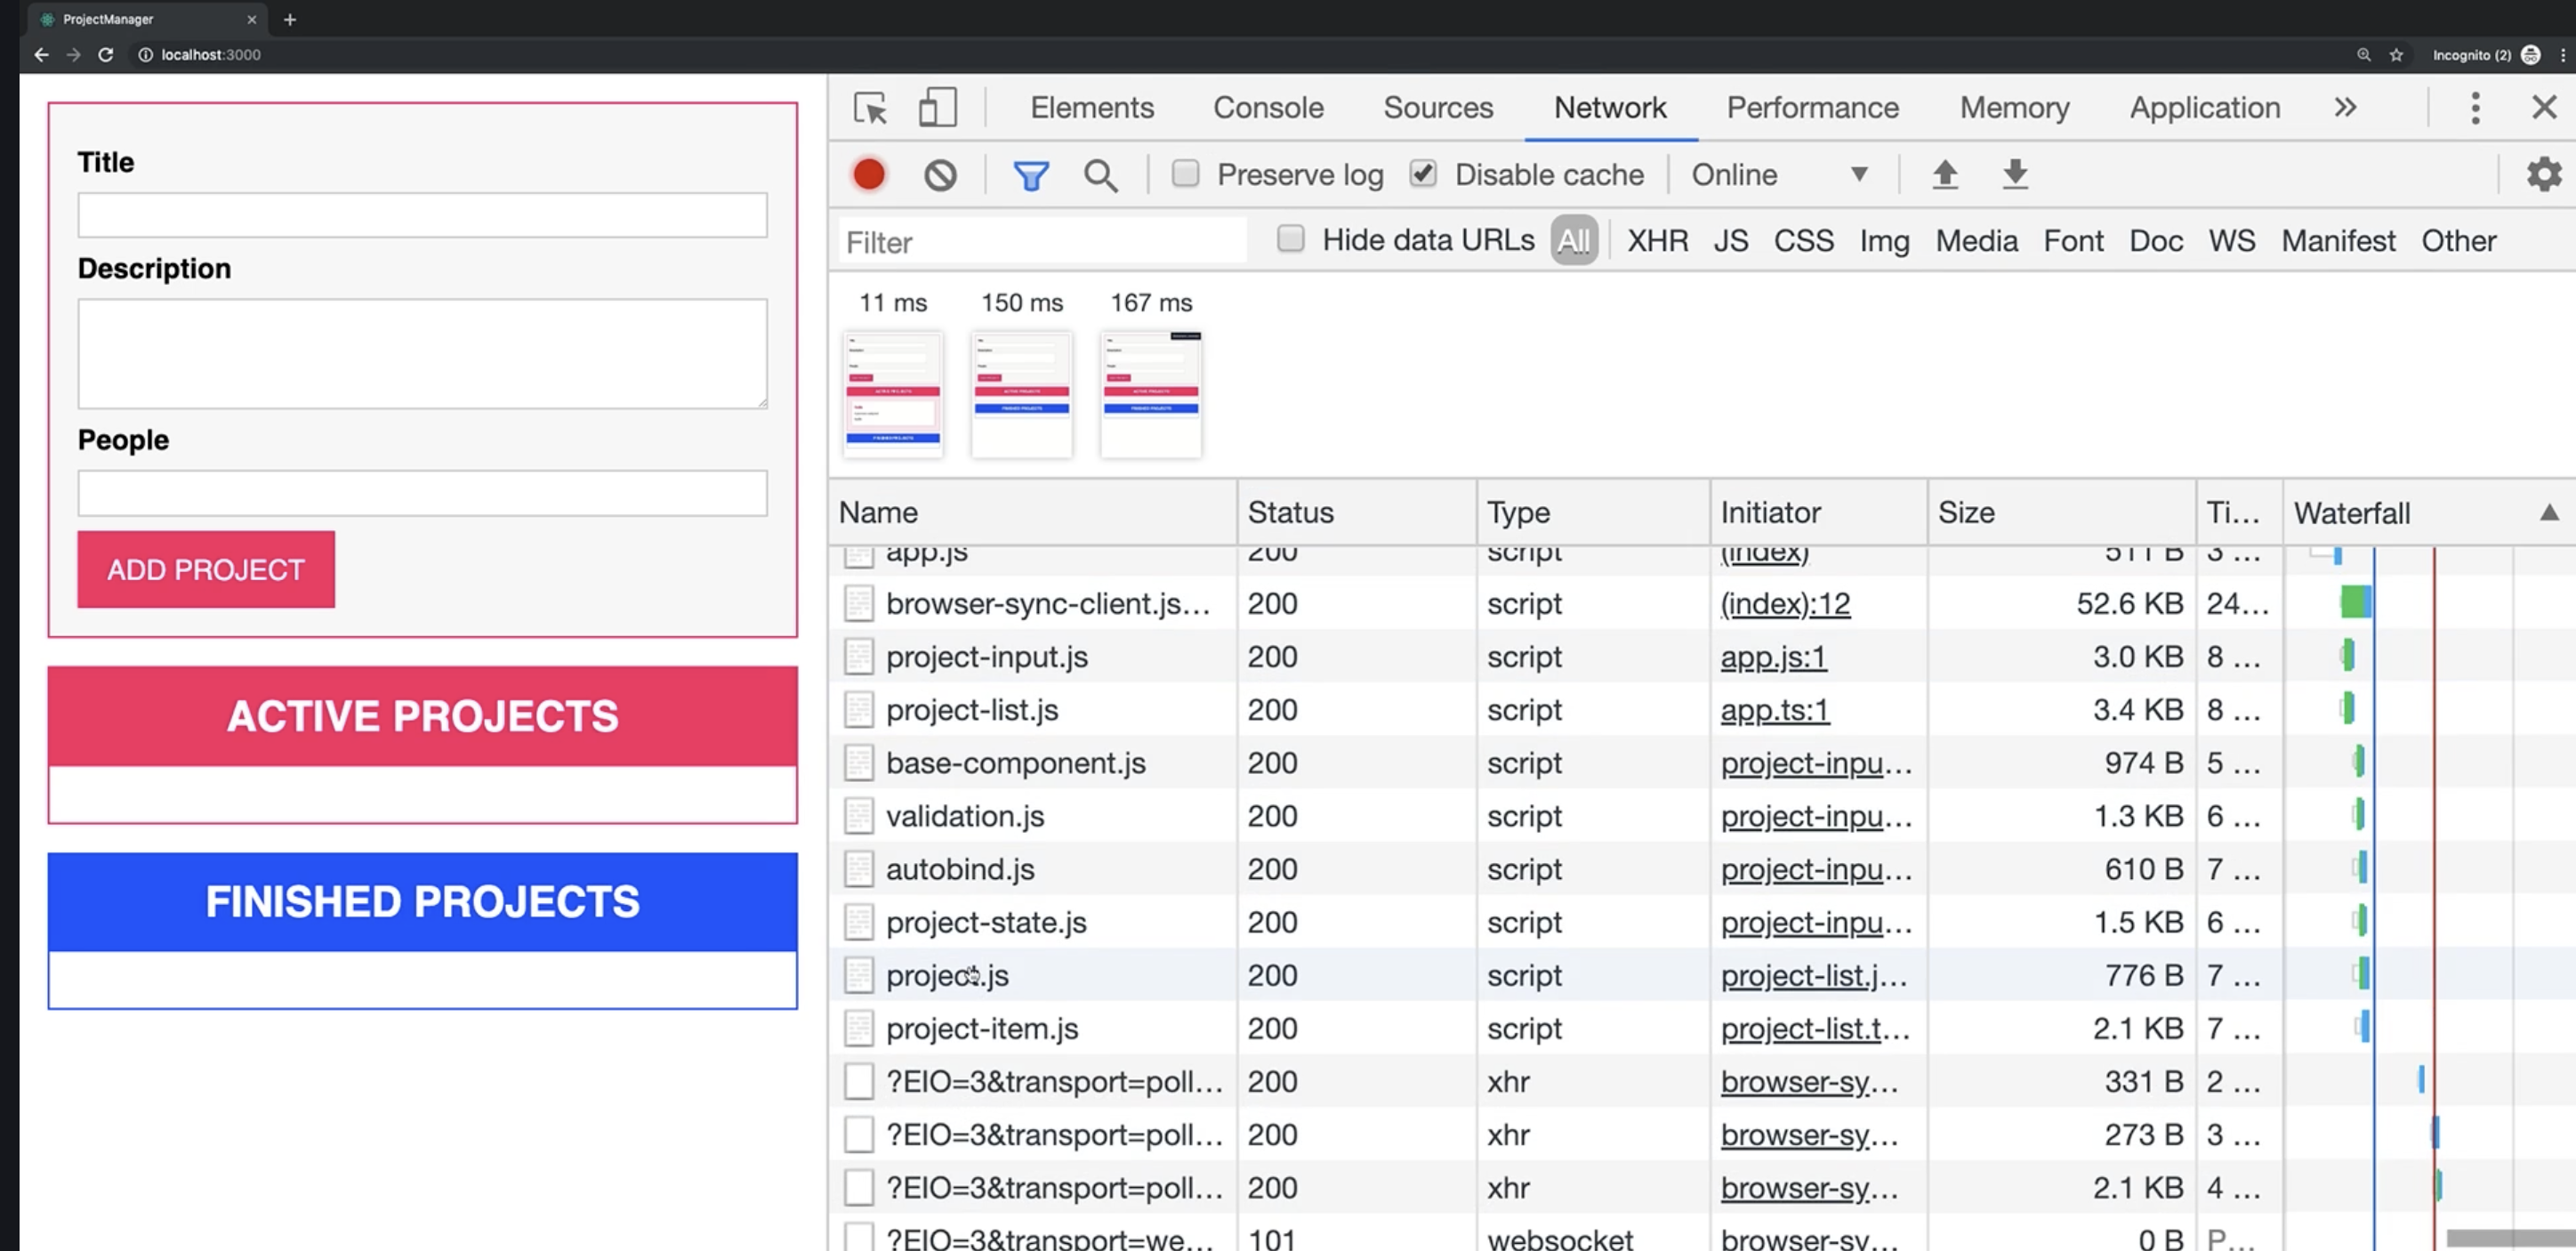 ProjectManager
localhost:3000
Incognito (2)
Title
Description
People
ADD PROJECT
ACTIVE PROJECTS
FINISHED PROJECTS
Elements Console Sources Network Performance Memory Application
Preserve log Disable cache Online
Filter Hide data URLs All XHR JS CSS Img Media Font Doc WS Manifest Other
11 ms 150 ms 167 ms
Name Status Type Initiator Size Ti... Waterfall
app.js 200 script (index) 511 B 3 ...
browser-sync-client.js... 200 script (index):12 52.6 KB 24...
project-input.js 200 script app.js:1 3.0 KB 8 ...
project-list.js 200 script app.ts:1 3.4 KB 8 ...
base-component.js 200 script project-inpu... 974 B 5 ...
validation.js 200 script project-inpu... 1.3 KB 6 ...
autobind.js 200 script project-inpu... 610 B 7 ...
project-state.js 200 script project-inpu... 1.5 KB 6 ...
project.js 200 script project-list.j... 776 B 7 ...
project-item.js 200 script project-list.t... 2.1 KB 7 ...
?EIO=3&transport=poll... 200 xhr browser-sy... 331 B 2 ...
?EIO=3&transport=poll... 200 xhr browser-sy... 273 B 3 ...
?EIO=3&transport=poll... 200 xhr browser-sy... 2.1 KB 4 ...
?EIO=3&transport=we... 101 websocket browser-sy... 0 B P...